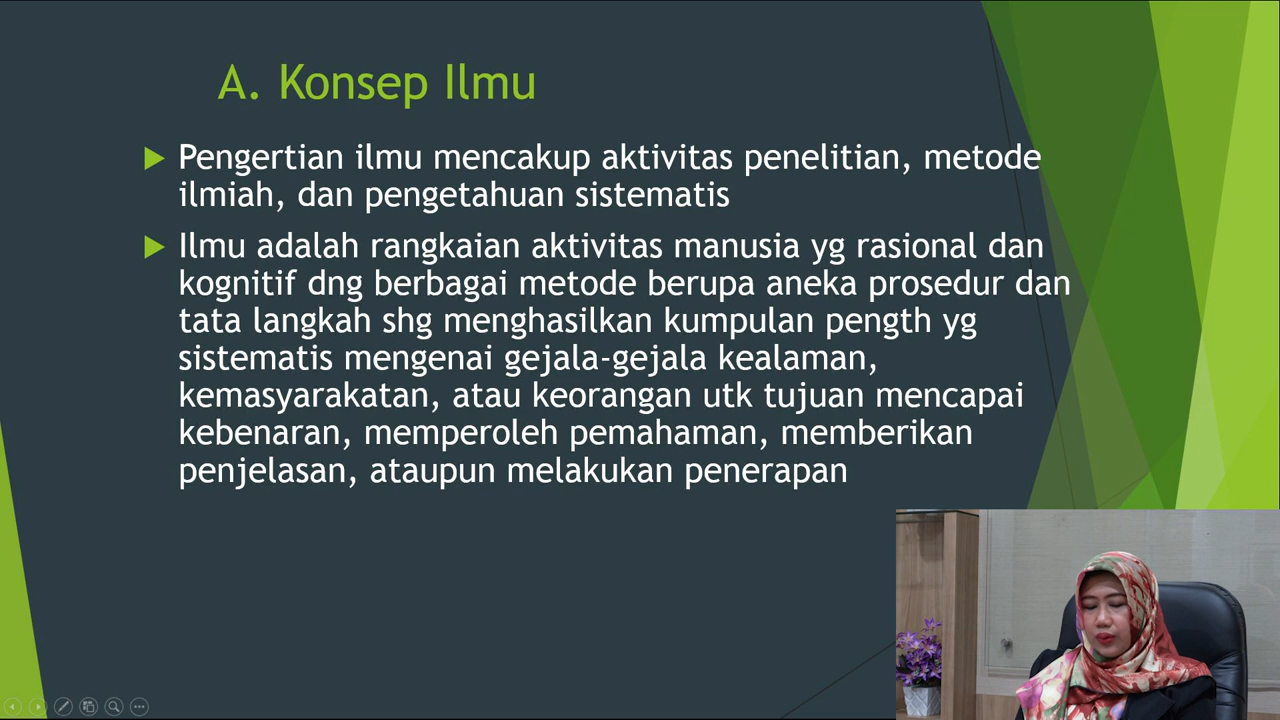 A. Konsep Ilmu
Pengertian ilmu mencakup aktivitas penelitian, metode
ilmiah, dan pengetahuan sistematis
Ilmu adalah rangkaian aktivitas manusia yg rasional dan
kognitif dng berbagai metode berupa aneka prosedur dan
tata langkah shg menghasilkan kumpulan pength yg
sistematis mengenai gejala-gejala kealaman,
kemasyarakatan, atau keorangan utk tujuan mencapai
kebenaran, memperoleh pemahaman, memberikan
penjelasan, ataupun melakukan penerapan